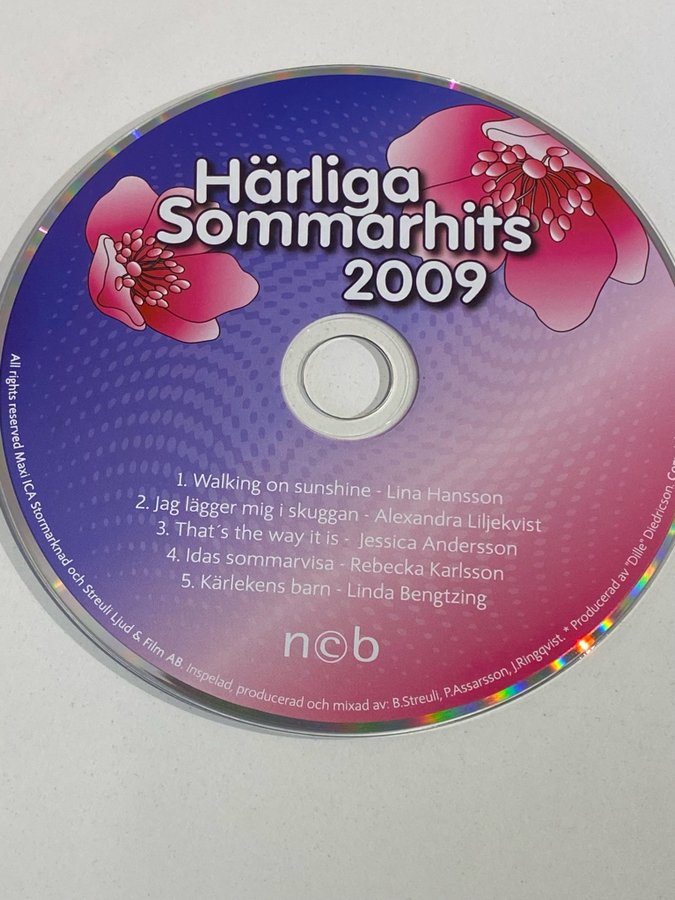 Härliga
Sommarhits
2009
1. Walking on sunshine - Lina Hansson
2. Jag lägger mig i skuggan - Alexandra Liljekvist
3. That´s the way it is - Jessica Andersson
4. Idas sommarvisa - Rebecka Karlsson
5. Kärlekens barn - Linda Bengtzing
n©b
All rights reserved Maxi ICA Stormarknad och Streuli Ljud & Film AB. Inspelad, producerad och mixad av: B.Streuli, P.Assarsson, J.Ringqvist. * Producerad av "Dille" Diedricson.